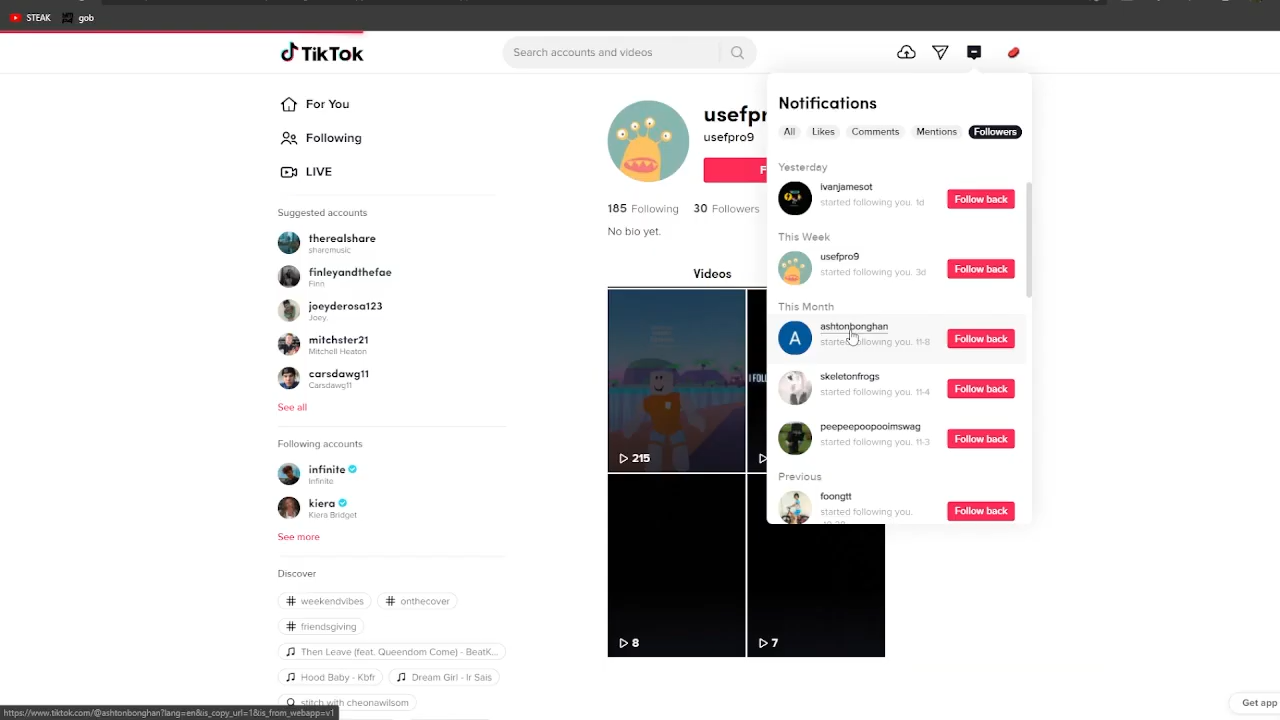 STEAK
gob
TikTok
Search accounts and videos
For You
Following
LIVE
Suggested accounts
therealshare
sharemusic
finleyandthefae
Finn
joeyderosa123
Joey.
mitchster21
Mitchell Heaton
carsdawg11
Carsdawg11
See all
Following accounts
infinite
Infinite
kiera
Kiera Bridget
See more
Discover
# weekendvibes
# onthecover
# friendsgiving
Then Leave (feat. Queendom Come) - BeatK...
Hood Baby - Kbfr
Dream Girl - Ir Sais
stitch with cheonawilsom
https://www.tiktok.com/@ashtonbonghan?lang=en&is_copy_url=1&is_from_webapp=v1
usefpr
usefpro9
F
185 Following 30 Followers
No bio yet.
Videos
215
I FOL
8
7
Notifications
All Likes Comments Mentions Followers
Yesterday
ivanjamesot
started following you. 1d
Follow back
This Week
usefpro9
started following you. 3d
Follow back
This Month
A
ashtonbonghan
started following you. 11-8
Follow back
skeletonfrogs
started following you. 11-4
Follow back
peepeepoopooimswag
started following you. 11-3
Follow back
Previous
foongtt
started following you.
Follow back
Get app